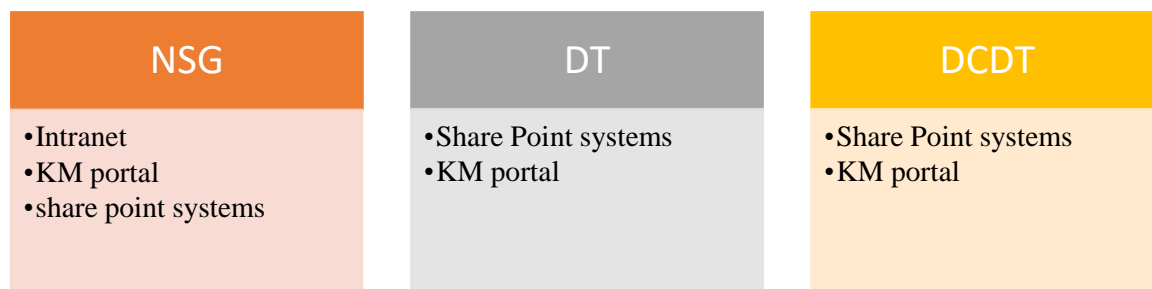 NSG
•Intranet
•KM portal
•share point systems
DT
•Share Point systems
•KM portal
DCDT
•Share Point systems
•KM portal